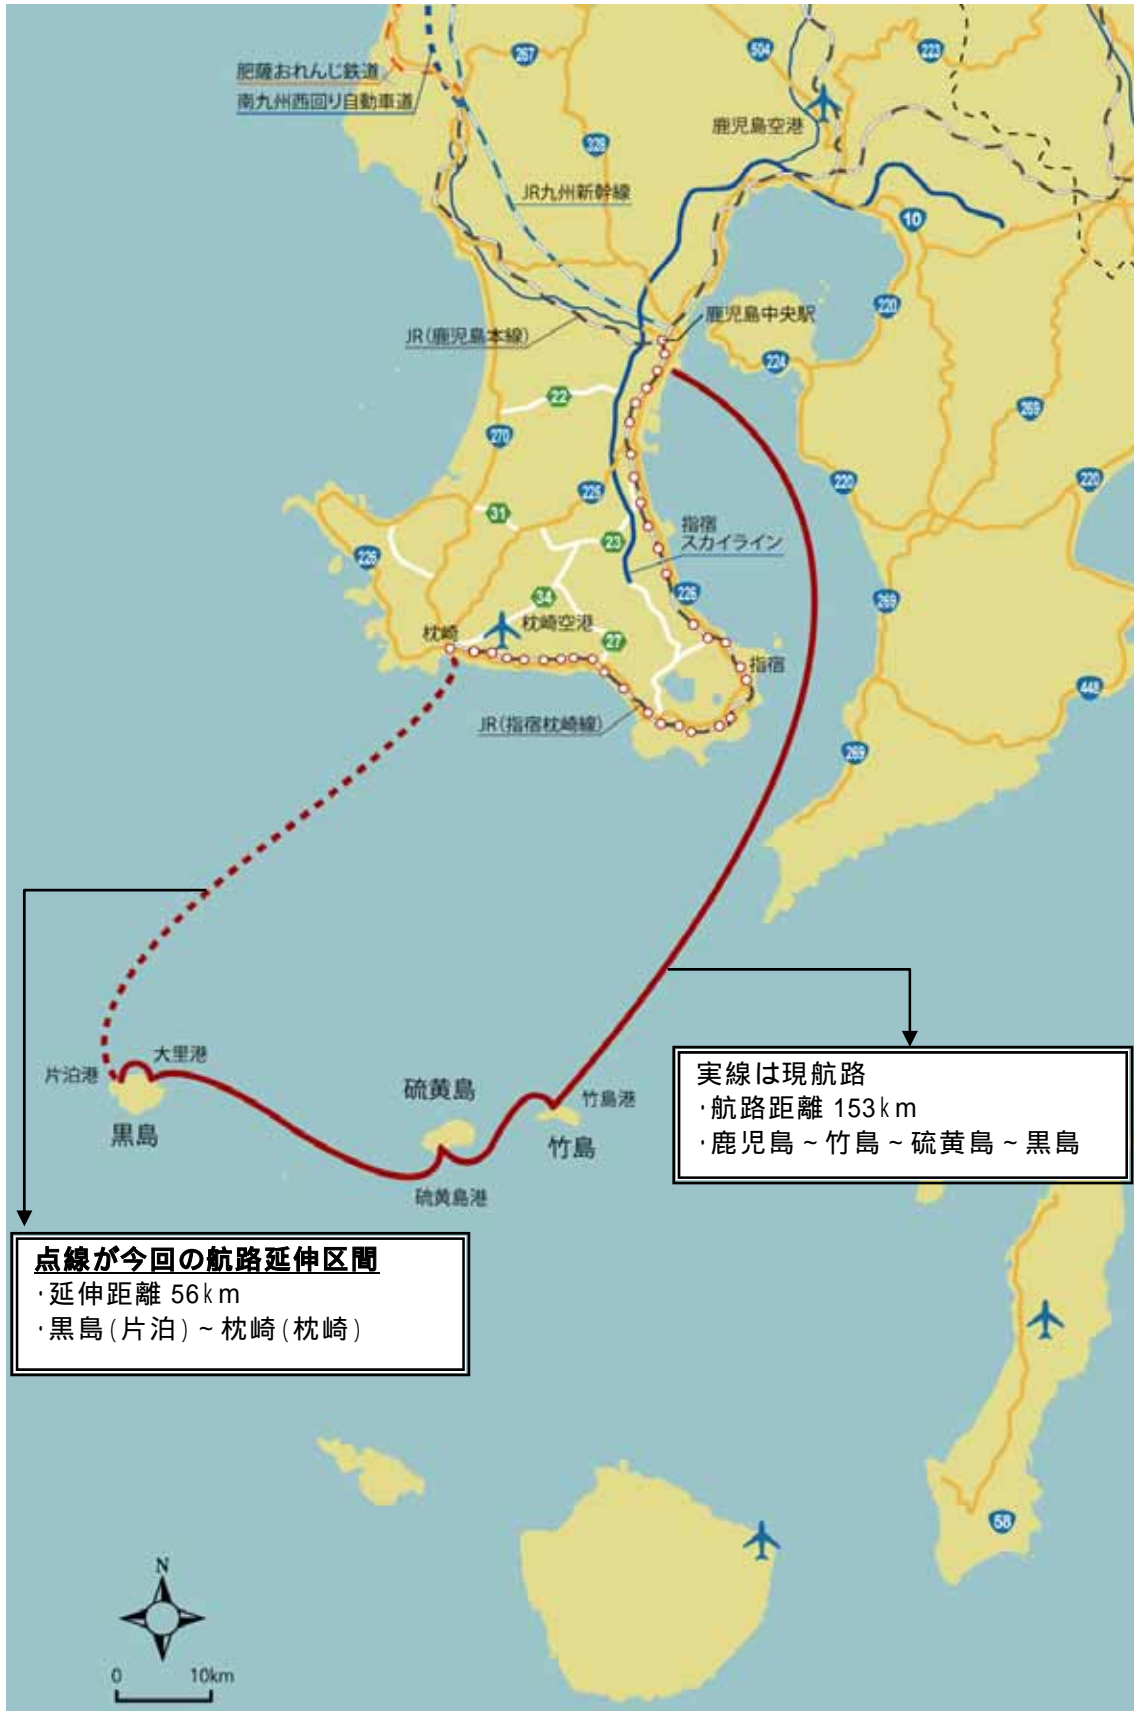 267
504
223
肥薩おれんじ鉄道
南九州西回り自動車道
鹿児島空港
328
JR九州新幹線
10
220
鹿児島中央駅
JR(鹿児島本線)
224
22
269
270
220
220
226
31
指宿
スカイライン
23
226
226
269
34
枕崎空港
枕崎
27
指宿
448
JR(指宿枕崎線)
269
大里港
片泊港
硫黄島
竹島港
黒島
竹島
硫黄島港
実線は現航路
・航路距離 153km
・鹿児島~竹島~硫黄島~黒島
点線が今回の航路延伸区間
・延伸距離 56km
・黒島(片泊)~枕崎(枕崎)
58
N
0 10km